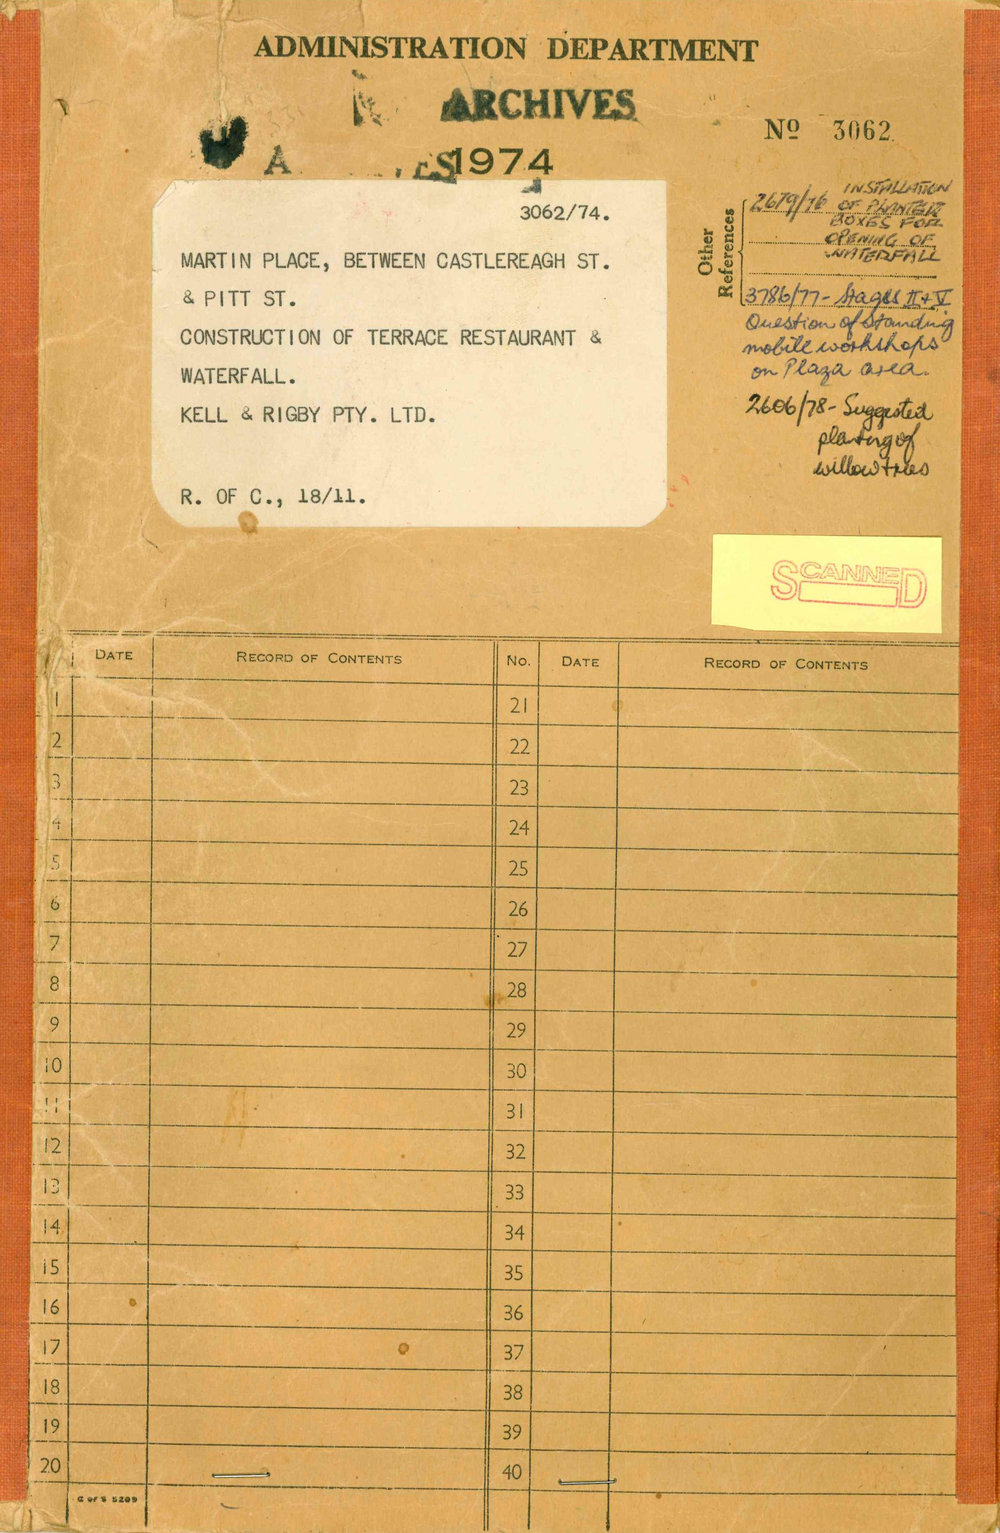 ADMINISTRATION DEPARTMENT
ARCHIVES
Nº 3062
1974
3062/74.
MARTIN PLACE, BETWEEN CASTLEREAGH ST.
& PITT ST.
CONSTRUCTION OF TERRACE RESTAURANT &
WATERFALL.
KELL & RIGBY PTY. LTD.
R. OF C., 18/11.
Other
References
2679/76 INSTALLATION
OF PLANTER
BOXES FOR
OPENING OF
WATERFALL
3786/77- Stages II + V
Question of standing
mobile workshops
on Plaza area.
2606/78- Suggested
planting of
willow trees
SCANNED
DATE RECORD OF CONTENTS No. DATE RECORD OF CONTENTS
1 21
2 22
3 23
4 24
5 25
6 26
7 27
8 28
9 29
10 30
11 31
12 32
13 33
14 34
15 35
16 36
17 37
18 38
19 39
20 40
C OF S 5209